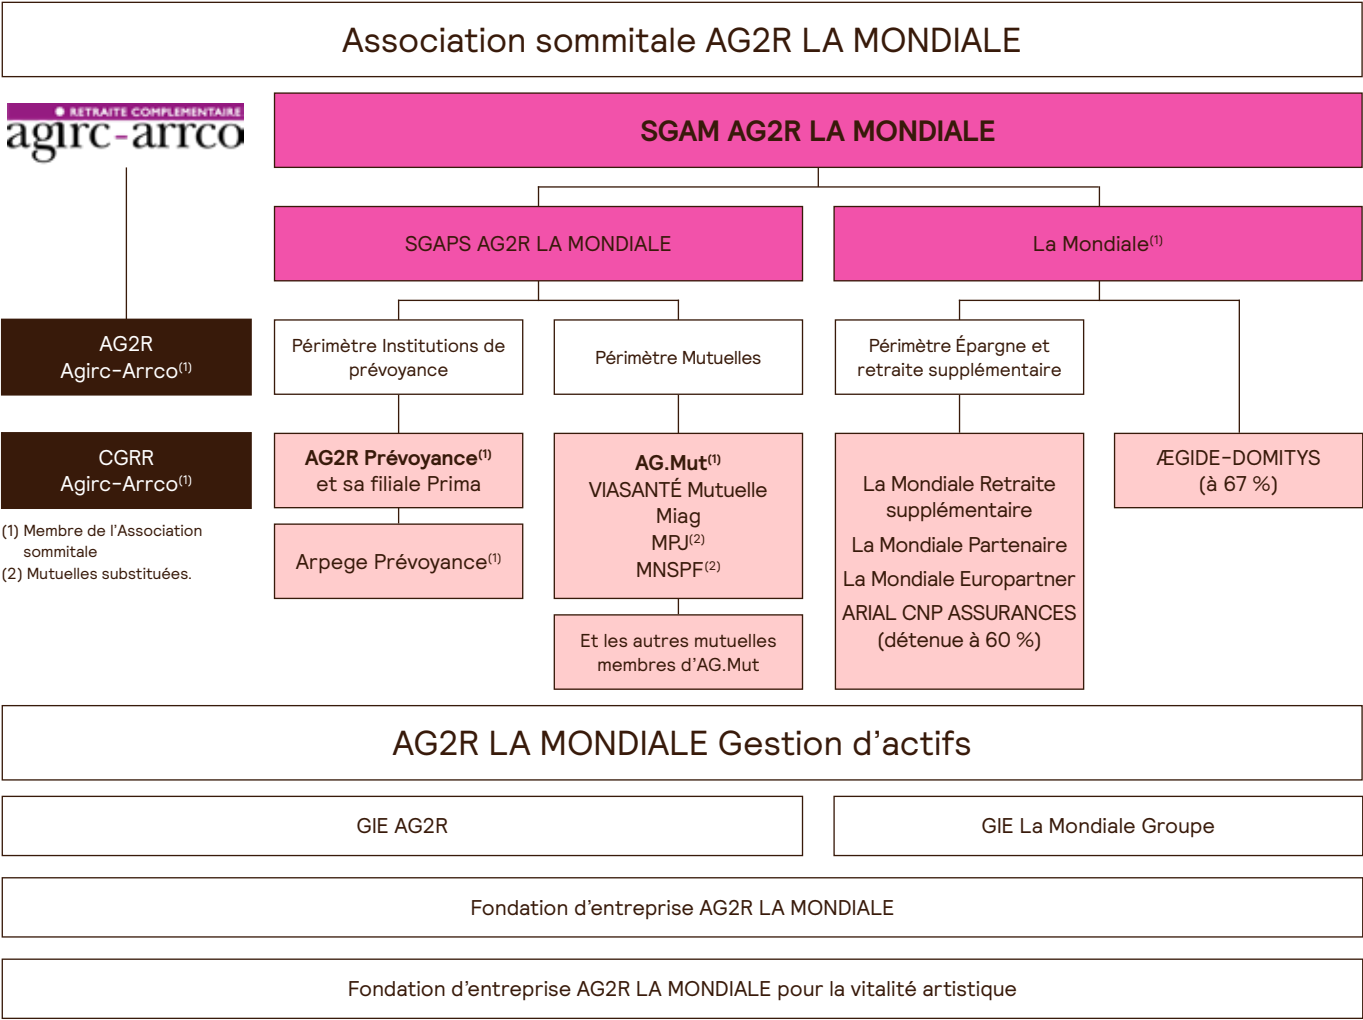 Association sommitale AG2R LA MONDIALE
RETRAITE COMPLEMENTAIRE
agirc-arrco
SGAM AG2R LA MONDIALE
SGAPS AG2R LA MONDIALE
La Mondiale(1)
AG2R
Agirc-Arrco(1)
Périmètre Institutions de
prévoyance
Périmètre Mutuelles
Périmètre Épargne et
retraite supplémentaire
CGRR
Agirc-Arrco(1)
AG2R Prévoyance(1)
et sa filiale Prima
Arpege Prévoyance(1)
AG.Mut(1)
VIASANTÉ Mutuelle
Miag
MPJ(2)
MNSPF(2)
Et les autres mutuelles
membres d’AG.Mut
La Mondiale Retraite
supplémentaire
La Mondiale Partenaire
La Mondiale Europartner
ARIAL CNP ASSURANCES
(détenue à 60 %)
ÆGIDE-DOMITYS
(à 67 %)
(1) Membre de l’Association
sommitale
(2) Mutuelles substituées.
AG2R LA MONDIALE Gestion d’actifs
GIE AG2R
GIE La Mondiale Groupe
Fondation d’entreprise AG2R LA MONDIALE
Fondation d’entreprise AG2R LA MONDIALE pour la vitalité artistique